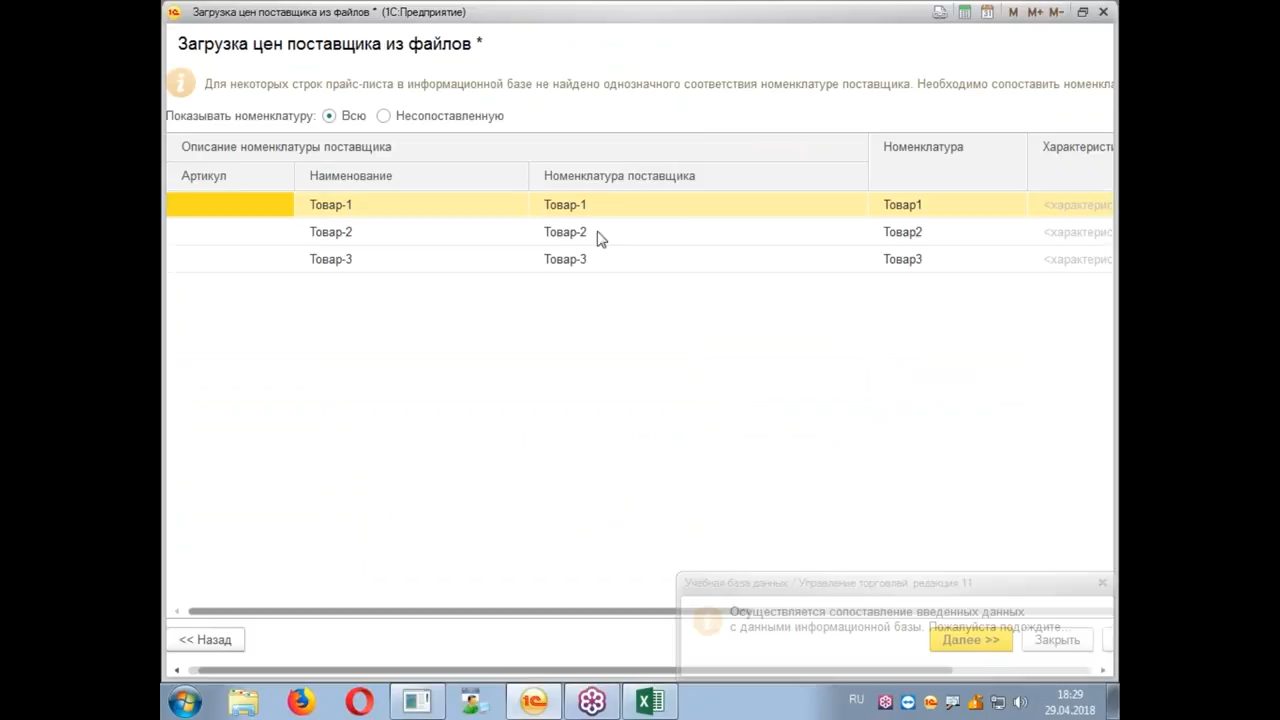 Загрузка цен поставщика из файлов * (1С:Предприятие)
M M+ M-
Загрузка цен поставщика из файлов *
Для некоторых строк прайс-листа в информационной базе не найдено однозначного соответствия номенклатуре поставщика. Необходимо сопоставить номенкла
Показывать номенклатуру: Всю Несопоставленную
Описание номенклатуры поставщика Номенклатура Характеристи
Артикул Наименование Номенклатура поставщика
Товар-1 Товар-1 Товар1 <характерис
Товар-2 Товар-2 Товар2 <характерис
Товар-3 Товар-3 Товар3 <характерис
Учебная база данных / Управление торговлей, редакция 11
Осуществляется сопоставление введенных данных
с данными информационной базы. Пожалуйста подождите...
<< Назад Далее >> Закрыть
RU 18:29
29.04.2018